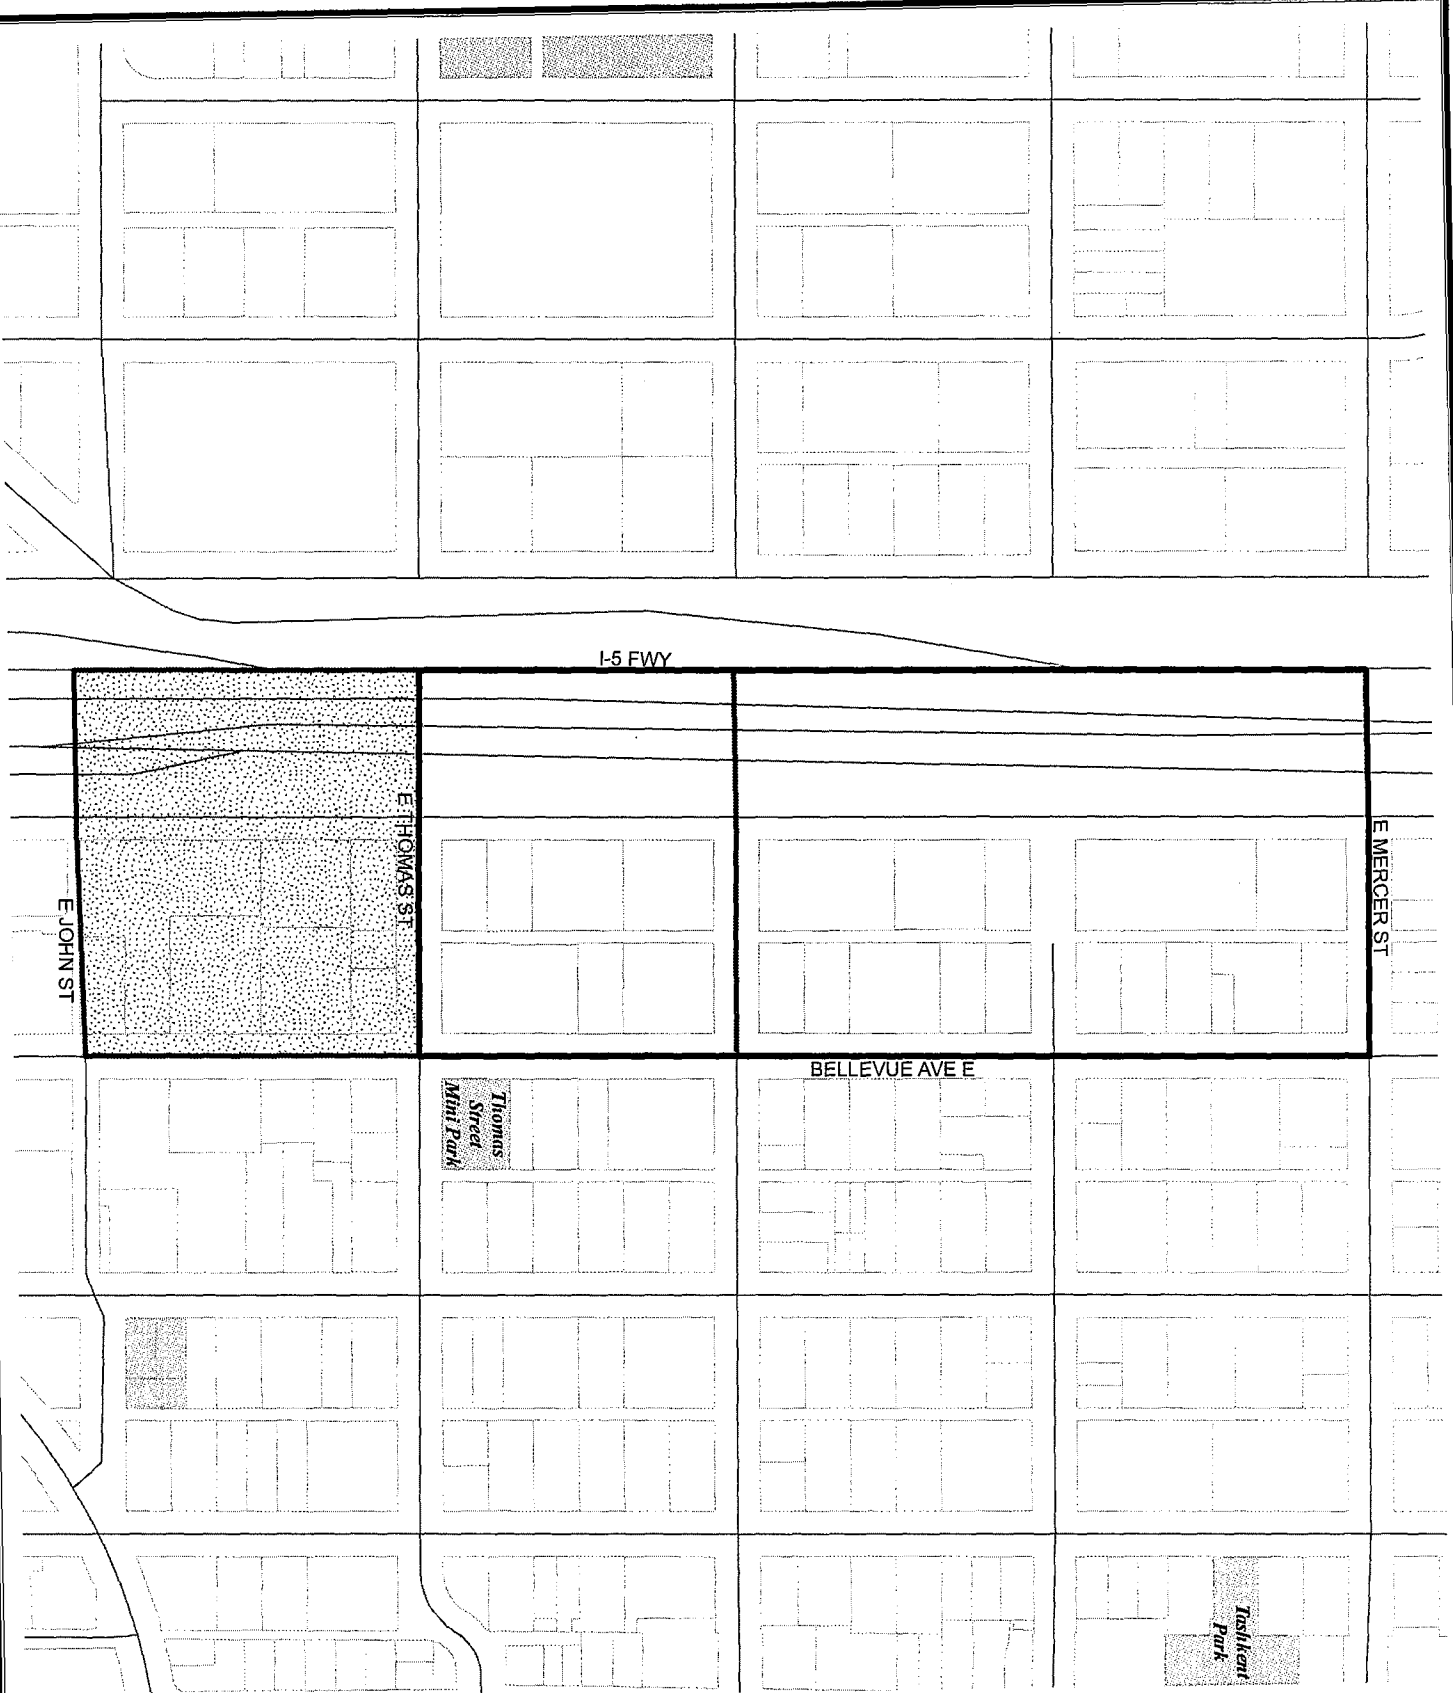 I-5 FWY
E THOMAS ST
E MERCER ST
E JOHN ST
BELLEVUE AVE E
Thomas
Street
Mini Park
Tashkent
Park